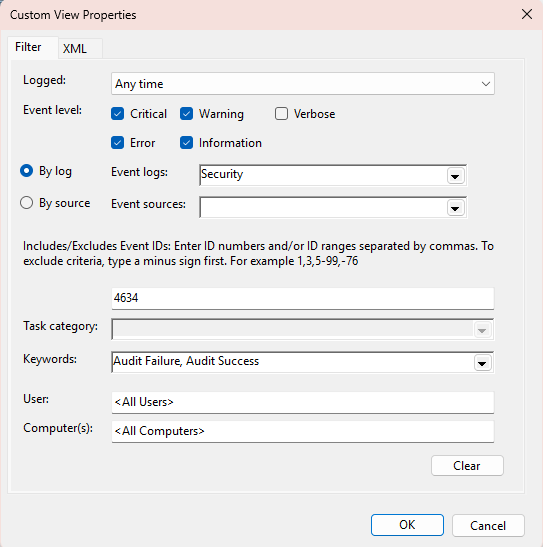 Custom View Properties
Filter XML
Logged: Any time
Event level: Critical Warning Verbose
Error Information
By log Event logs: Security
By source Event sources:
Includes/Excludes Event IDs: Enter ID numbers and/or ID ranges separated by commas. To
exclude criteria, type a minus sign first. For example 1,3,5-99,-76
4634
Task category:
Keywords: Audit Failure, Audit Success
User: <All Users>
Computer(s): <All Computers>
Clear
OK Cancel